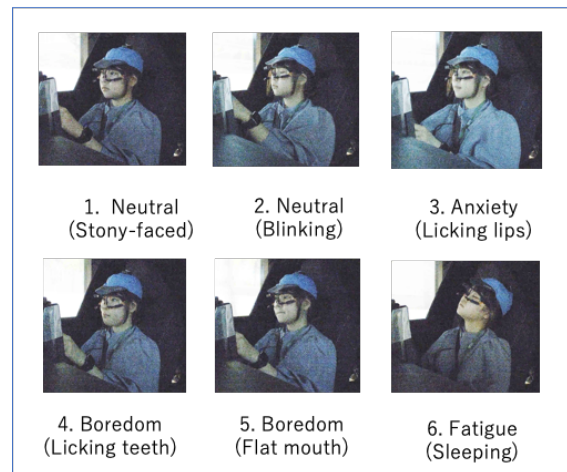 1. Neutral
(Stony-faced)
2. Neutral
(Blinking)
3. Anxiety
(Licking lips)
4. Boredom
(Licking teeth)
5. Boredom
(Flat mouth)
6. Fatigue
(Sleeping)